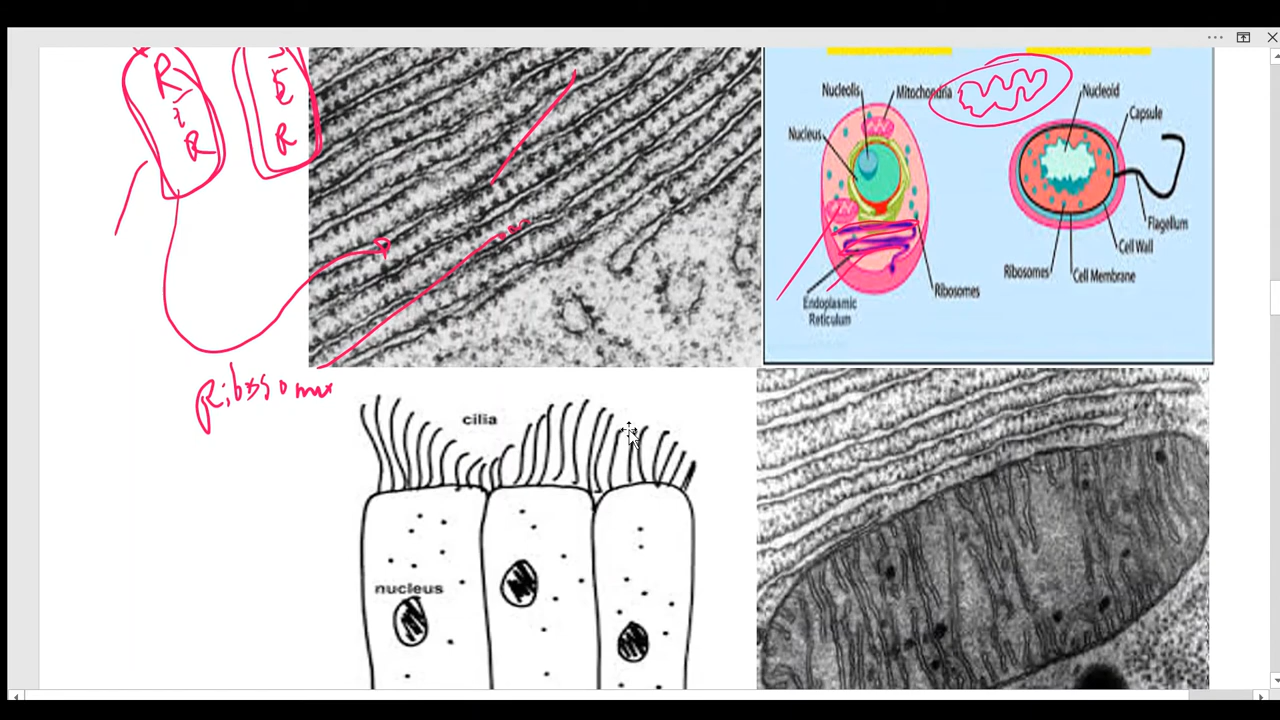 R
i
R
E
R
Ribosomes
Nucleolis
Mitochondria
Nucleus
Endoplasmic
Reticulum
Ribosomes
Nucleoid
Capsule
Flagellum
Cell Wall
Ribosomes
Cell Membrane
cilia
nucleus